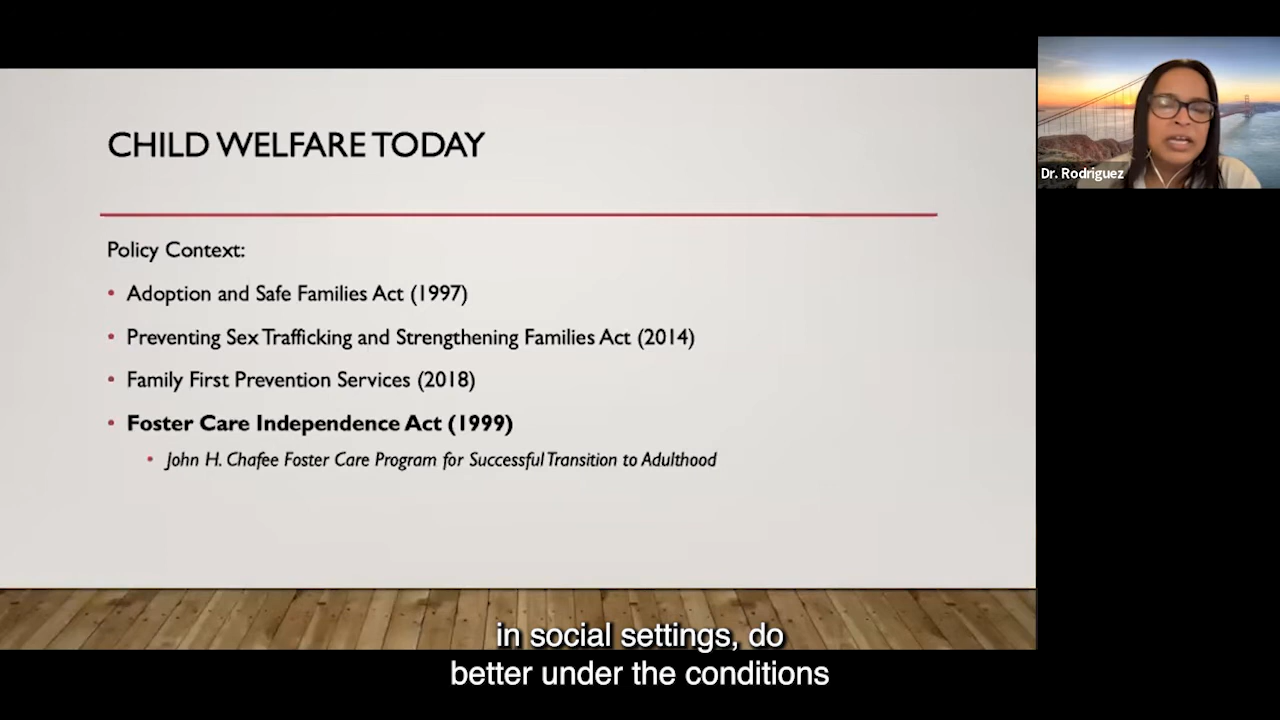 CHILD WELFARE TODAY
Policy Context:
• Adoption and Safe Families Act (1997)
• Preventing Sex Trafficking and Strengthening Families Act (2014)
• Family First Prevention Services (2018)
• Foster Care Independence Act (1999)
• John H. Chafee Foster Care Program for Successful Transition to Adulthood
Dr. Rodriguez
in social settings, do
better under the conditions